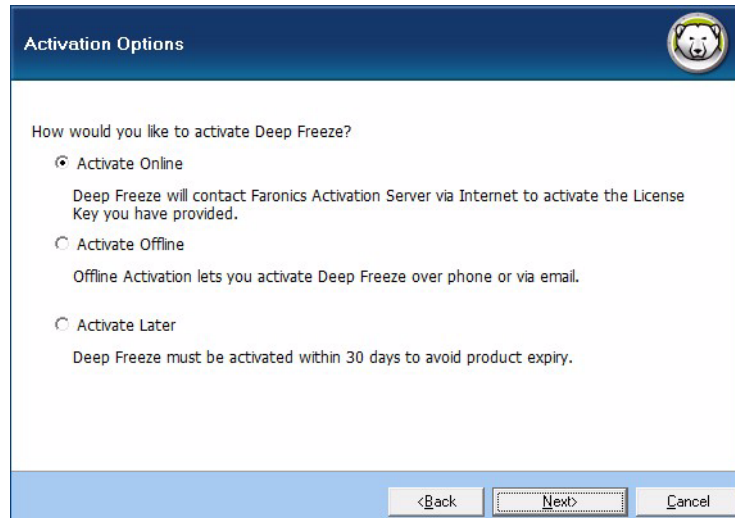 Activation Options
How would you like to activate Deep Freeze?
Activate Online
Deep Freeze will contact Faronics Activation Server via Internet to activate the License
Key you have provided.
Activate Offline
Offline Activation lets you activate Deep Freeze over phone or via email.
Activate Later
Deep Freeze must be activated within 30 days to avoid product expiry.
<Back Next> Cancel